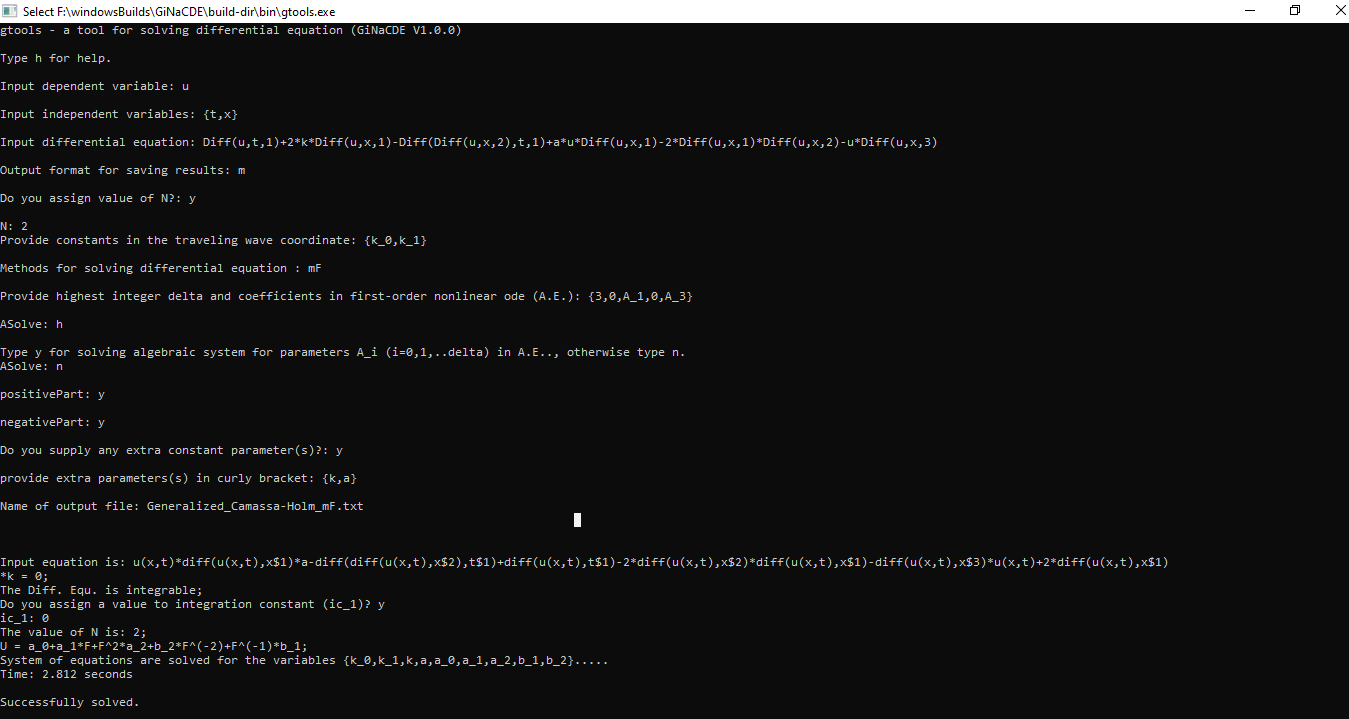 Select F:\windowsBuilds\GiNaCDE\build-dir\bin\gtools.exe
gtools - a tool for solving differential equation (GiNaCDE V1.0.0)
Type h for help.
Input dependent variable: u
Input independent variables: {t,x}
Input differential equation: Diff(u,t,1)+2*k*Diff(u,x,1)-Diff(Diff(u,x,2),t,1)+a*u*Diff(u,x,1)-2*Diff(u,x,1)*Diff(u,x,2)-u*Diff(u,x,3)
Output format for saving results: m
Do you assign value of N?: y
N: 2
Provide constants in the traveling wave coordinate: {k_0,k_1}
Methods for solving differential equation : mF
Provide highest integer delta and coefficients in first-order nonlinear ode (A.E.): {3,0,A_1,0,A_3}
ASolve: h
Type y for solving algebraic system for parameters A_i (i=0,1,..delta) in A.E.., otherwise type n.
ASolve: n
positivePart: y
negativePart: y
Do you supply any extra constant parameter(s)?: y
provide extra parameters(s) in curly bracket: {k,a}
Name of output file: Generalized_Camassa-Holm_mF.txt
Input equation is: u(x,t)*diff(u(x,t),x$1)*a-diff(diff(u(x,t),x$2),t$1)+diff(u(x,t),t$1)-2*diff(u(x,t),x$2)*diff(u(x,t),x$1)-diff(u(x,t),x$3)*u(x,t)+2*diff(u(x,t),x$1)
*k = 0;
The Diff. Equ. is integrable;
Do you assign a value to integration constant (ic_1)? y
ic_1: 0
The value of N is: 2;
U = a_0+a_1*F+F^2*a_2+b_2*F^(-2)+F^(-1)*b_1;
System of equations are solved for the variables {k_0,k_1,k,a,a_0,a_1,a_2,b_1,b_2}.....
Time: 2.812 seconds
Successfully solved.